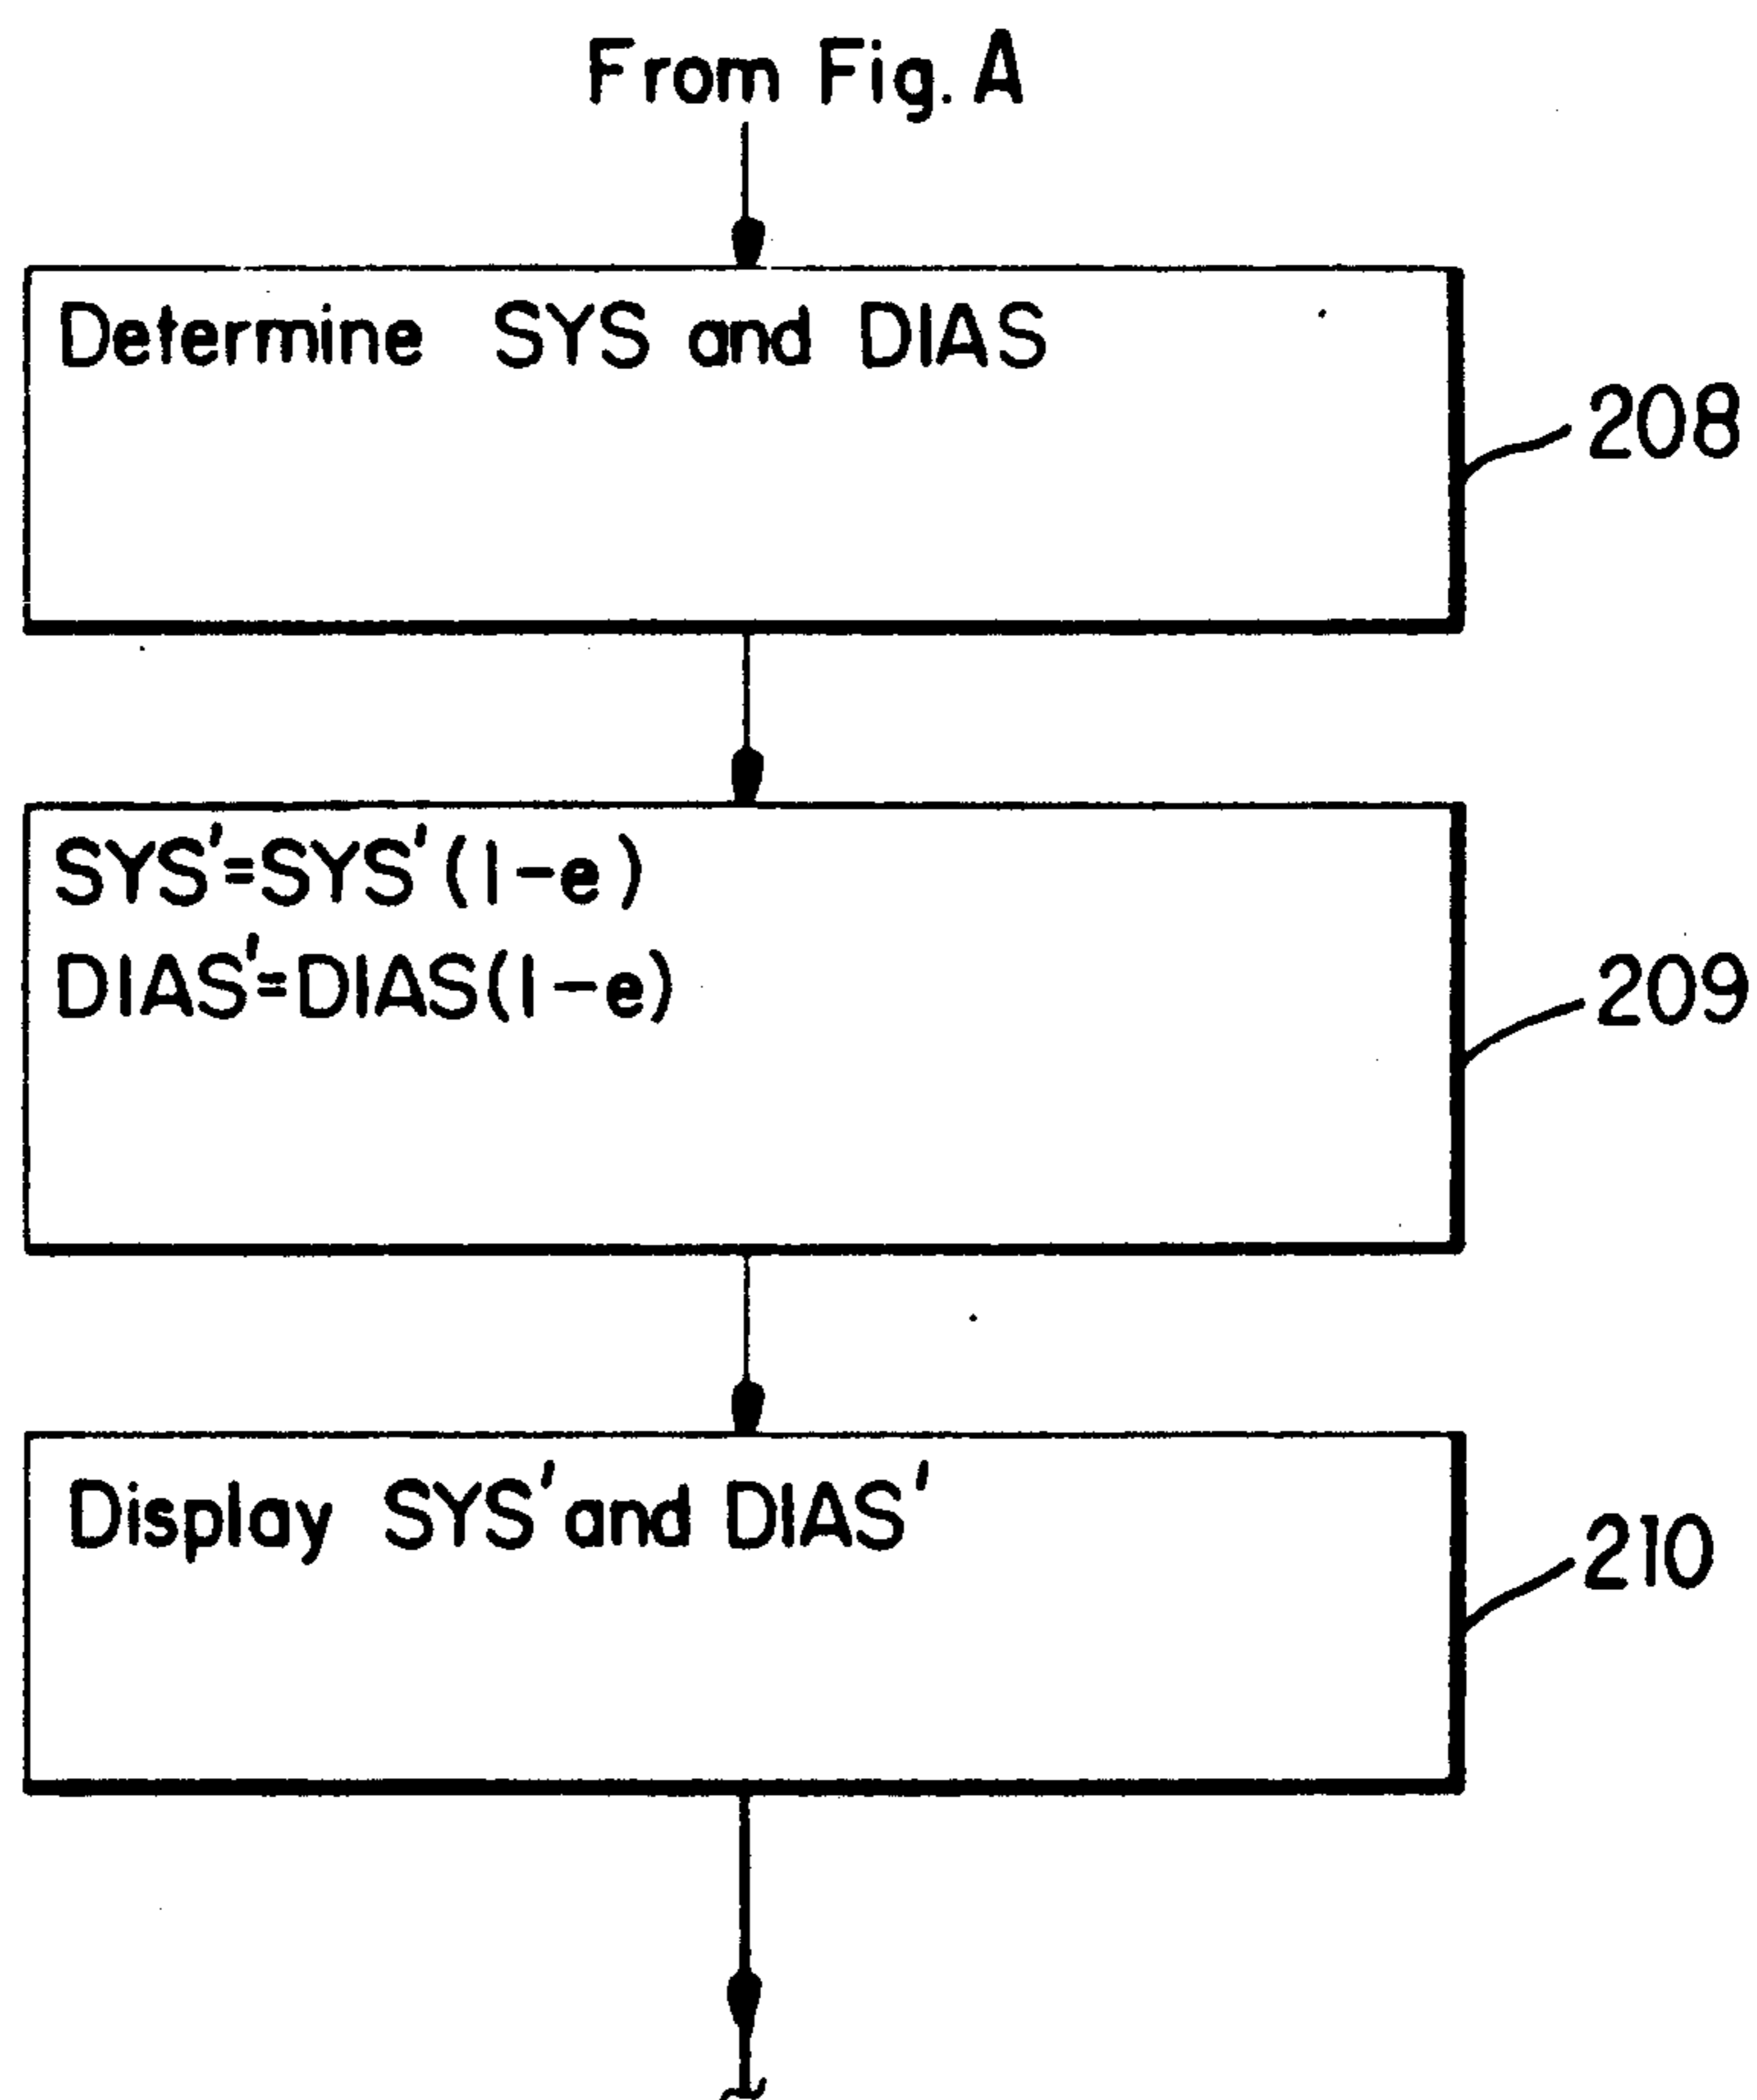 From Fig. A
Determine SYS and DIAS
208
SYS'=SYS'(1-e)
DIAS'=DIAS(1-e)
209
Display SYS' and DIAS'
210